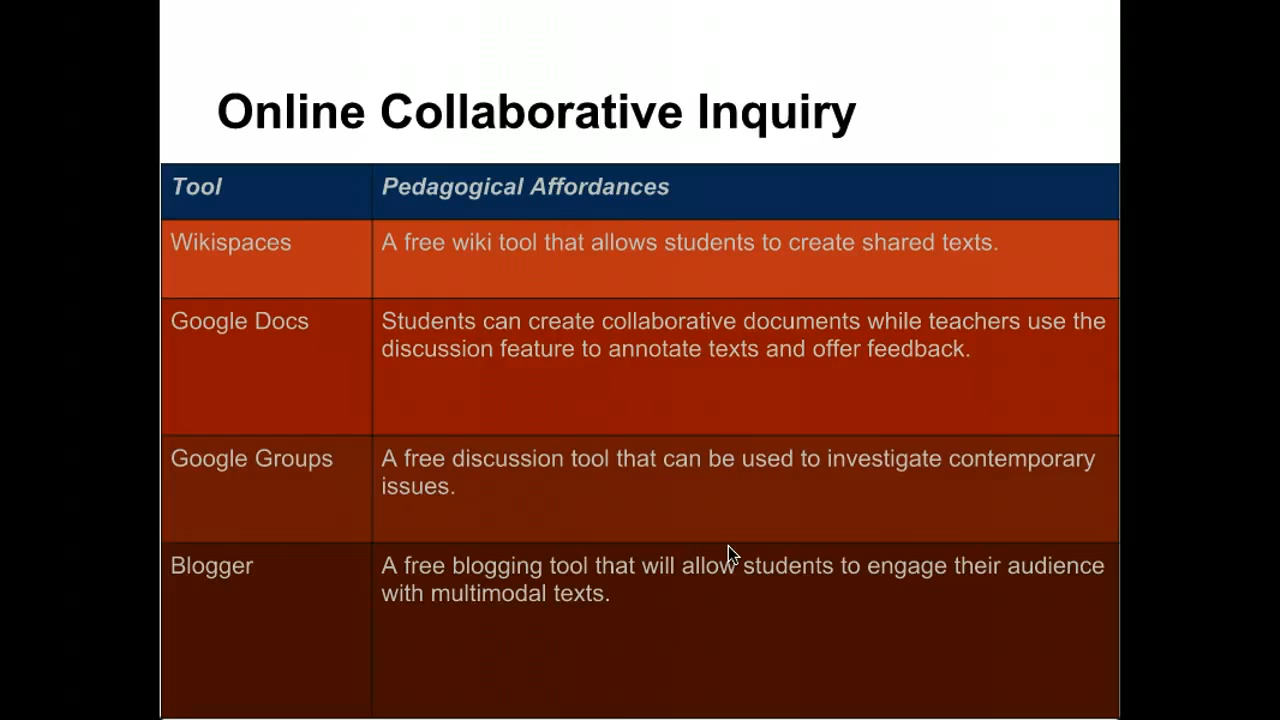 Online Collaborative Inquiry
Tool
Pedagogical Affordances
Wikispaces
A free wiki tool that allows students to create shared texts.
Google Docs
Students can create collaborative documents while teachers use the
discussion feature to annotate texts and offer feedback.
Google Groups
A free discussion tool that can be used to investigate contemporary
issues.
Blogger
A free blogging tool that will allow students to engage their audience
with multimodal texts.